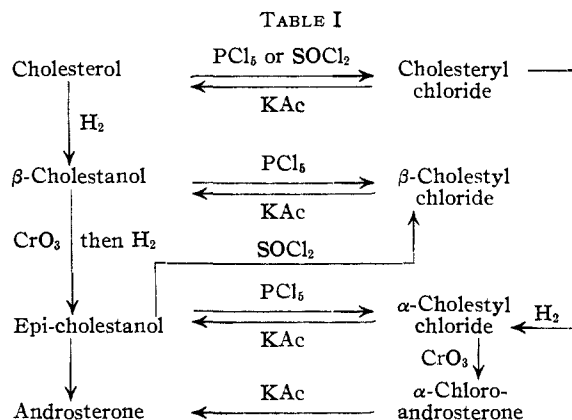 TABLE I
PCl5 or SOCl2
Cholesterol
Cholesteryl
chloride
KAc
H2
PCl5
β-Cholestanol
β-Cholestyl
chloride
KAc
CrO3 then H2
SOCl2
PCl5
Epi-cholestanol
α-Cholestyl
chloride
H2
KAc
CrO3
KAc
α-Chloro-
Androsterone
androsterone